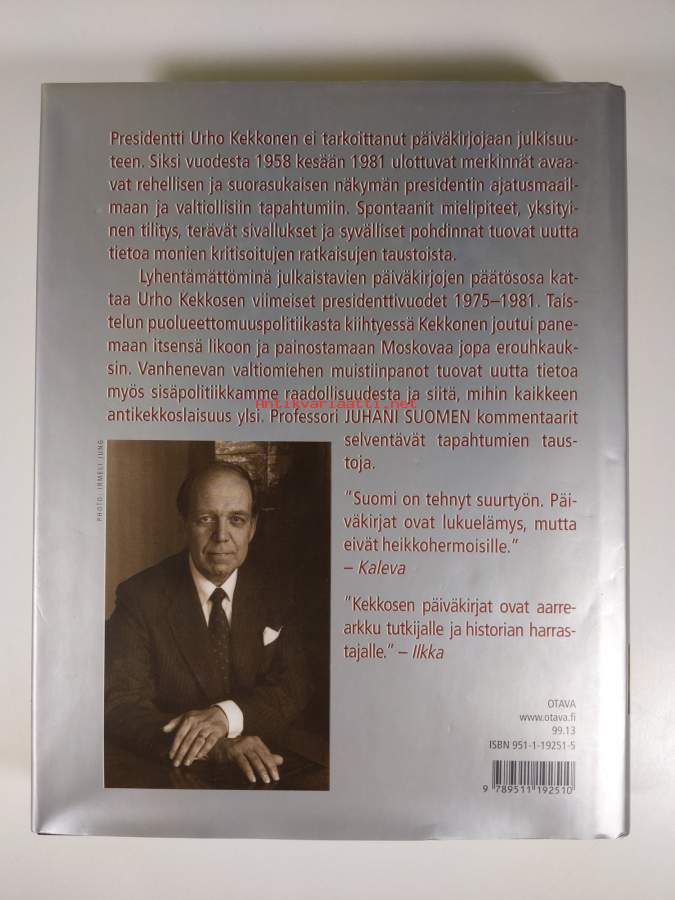 Presidentti Urho Kekkonen ei tarkoittanut päiväkirjojaan julkisuu-
teen. Siksi vuodesta 1958 kesään 1981 ulottuvat merkinnät avaa-
vat rehellisen ja suorasukaisen näkymän presidentin ajatusmaail-
maan ja valtiollisiin tapahtumiin. Spontaanit mielipiteet, yksityi-
nen tilitys, terävät sivallukset ja syvälliset pohdinnat tuovat uutta
tietoa monien kritisoitujen ratkaisujen taustoista.
Lyhentämättöminä julkaistavien päiväkirjojen päätösosa kat-
taa Urho Kekkosen viimeiset presidenttivuodet 1975–1981. Tais-
telun puolueettomuuspolitiikasta kiihtyessä Kekkonen joutui pane-
maan itsensä likoon ja painostamaan Moskovaa jopa erouhkauk-
sin. Vanhenevan valtiomiehen muistiinpanot tuovat uutta tietoa
myös sisäpolitiikkamme raadollisuudesta ja siitä, mihin kaikkeen
antikvariaatti.net
antikekkoslaisuus ylsi. Professori JUHANI SUOMEN kommentaarit
selventävät tapahtumien taus-
toja.
PHOTO: IRMELI JUNG
”Suomi on tehnyt suurtyön. Päi-
väkirjat ovat lukuelämys, mutta
eivät heikkohermoisille.”
– Kaleva
”Kekkosen päiväkirjat ovat aarre-
arkku tutkijalle ja historian harras-
tajalle.” – Ilkka
OTAVA
www.otava.fi
99.13
ISBN 951-1-19251-5
9 789511 192510